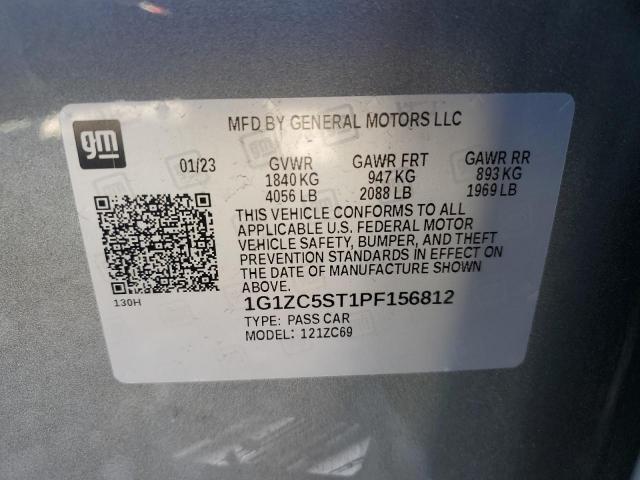 gm
MFD BY GENERAL MOTORS LLC
01/23 GVWR GAWR FRT GAWR RR
1840 KG 947 KG 893 KG
4056 LB 2088 LB 1969 LB
THIS VEHICLE CONFORMS TO ALL
APPLICABLE U.S. FEDERAL MOTOR
VEHICLE SAFETY, BUMPER, AND THEFT
PREVENTION STANDARDS IN EFFECT ON
THE DATE OF MANUFACTURE SHOWN
ABOVE.
130H
1G1ZC5ST1PF156812
TYPE: PASS CAR
MODEL: 121ZC69